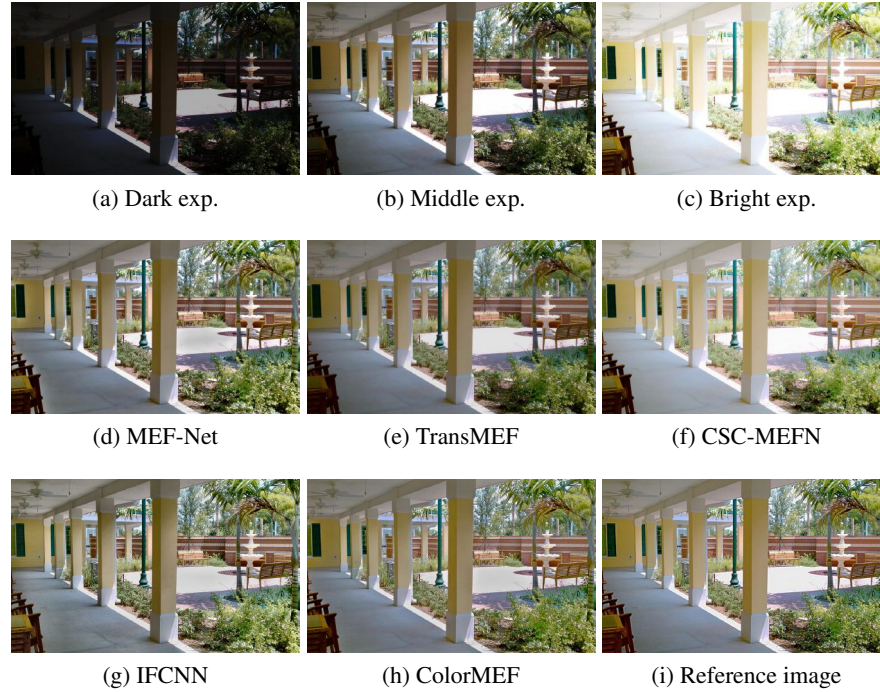 (a) Dark exp.
(b) Middle exp.
(c) Bright exp.
(d) MEF-Net
(e) TransMEF
(f) CSC-MEFN
(g) IFCNN
(h) ColorMEF
(i) Reference image